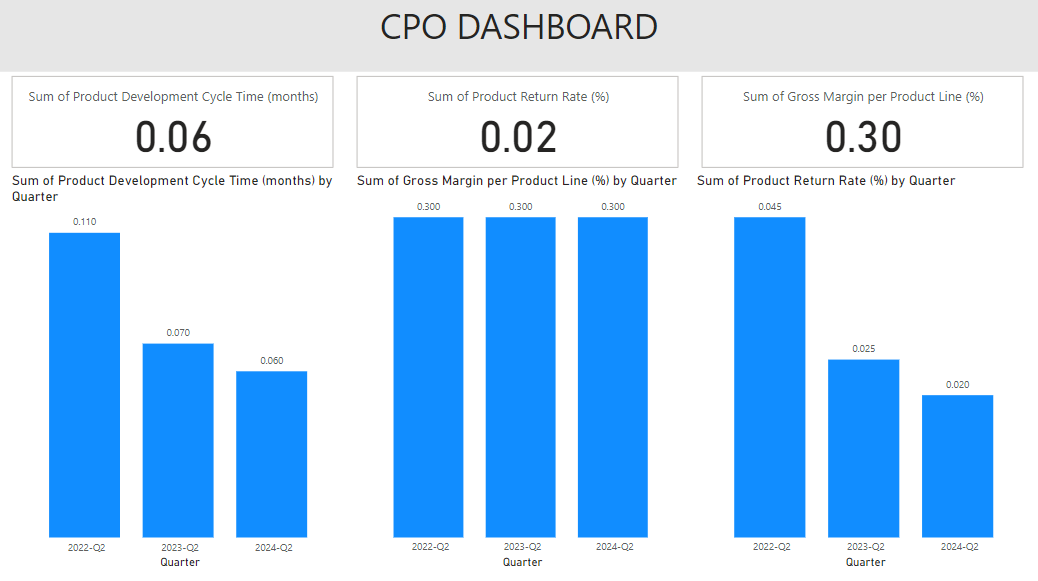 CPO DASHBOARD
Sum of Product Development Cycle Time (months)
0.06
Sum of Product Return Rate (%)
0.02
Sum of Gross Margin per Product Line (%)
0.30
Sum of Product Development Cycle Time (months) by
Quarter
0.110
0.070
0.060
2022-Q2
2023-Q2
2024-Q2
Quarter
Sum of Gross Margin per Product Line (%) by Quarter
0.300
0.300
0.300
2022-Q2
2023-Q2
2024-Q2
Quarter
Sum of Product Return Rate (%) by Quarter
0.045
0.025
0.020
2022-Q2
2023-Q2
2024-Q2
Quarter